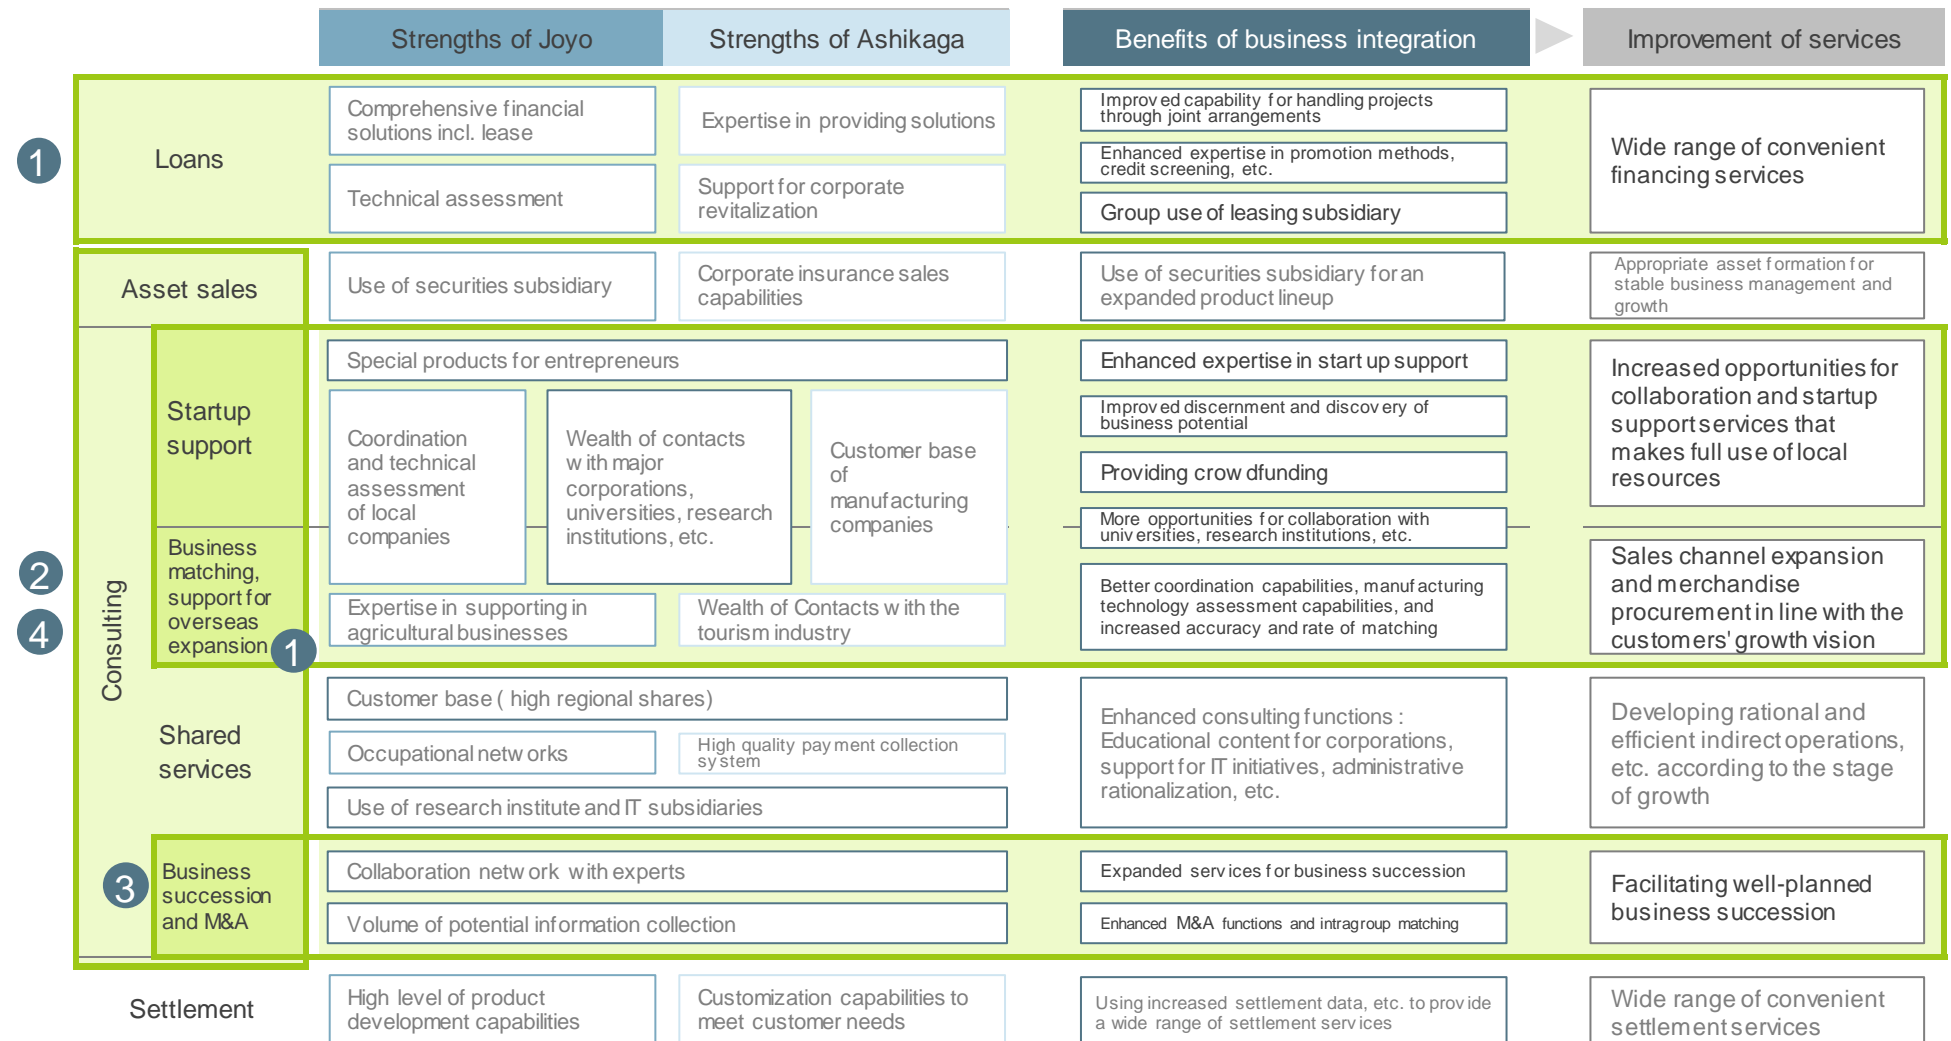 Strengths of Joyo
Strengths of Ashikaga
Benefits of business integration
Improvement of services
1
Loans
Comprehensive financial
solutions incl. lease
Technical assessment
Expertise in providing solutions
Support for corporate
revitalization
Improved capability for handling projects
through joint arrangements
Enhanced expertise in promotion methods,
credit screening, etc.
Group use of leasing subsidiary
Wide range of convenient
financing services
Asset sales
Use of securities subsidiary
Corporate insurance sales
capabilities
Use of securities subsidiary for an
expanded product lineup
Appropriate asset formation for
stable business management and
growth
2
4
Consulting
Startup
support
Special products for entrepreneurs
Coordination
and technical
assessment
of local
companies
Wealth of contacts
with major
corporations,
universities, research
institutions, etc.
Customer base
of
manufacturing
companies
Enhanced expertise in start up support
Improved discernment and discovery of
business potential
Providing crowdfunding
More opportunities for collaboration with
universities, research institutions, etc.
Increased opportunities for
collaboration and startup
support services that
makes full use of local
resources
Business
matching,
support for
overseas
expansion
1
Expertise in supporting in
agricultural businesses
Wealth of Contacts with the
tourism industry
Better coordination capabilities, manufacturing
technology assessment capabilities, and
increased accuracy and rate of matching
Sales channel expansion
and merchandise
procurement in line with the
customers' growth vision
Shared
services
Customer base ( high regional shares)
Occupational networks
High quality payment collection
system
Use of research institute and IT subsidiaries
Enhanced consulting functions :
Educational content for corporations,
support for IT initiatives, administrative
rationalization, etc.
Developing rational and
efficient indirect operations,
etc. according to the stage
of growth
3
Business
succession
and M&A
Collaboration network with experts
Volume of potential information collection
Expanded services for business succession
Enhanced M&A functions and intragroup matching
Facilitating well-planned
business succession
Settlement
High level of product
development capabilities
Customization capabilities to
meet customer needs
Using increased settlement data, etc. to provide
a wide range of settlement services
Wide range of convenient
settlement services